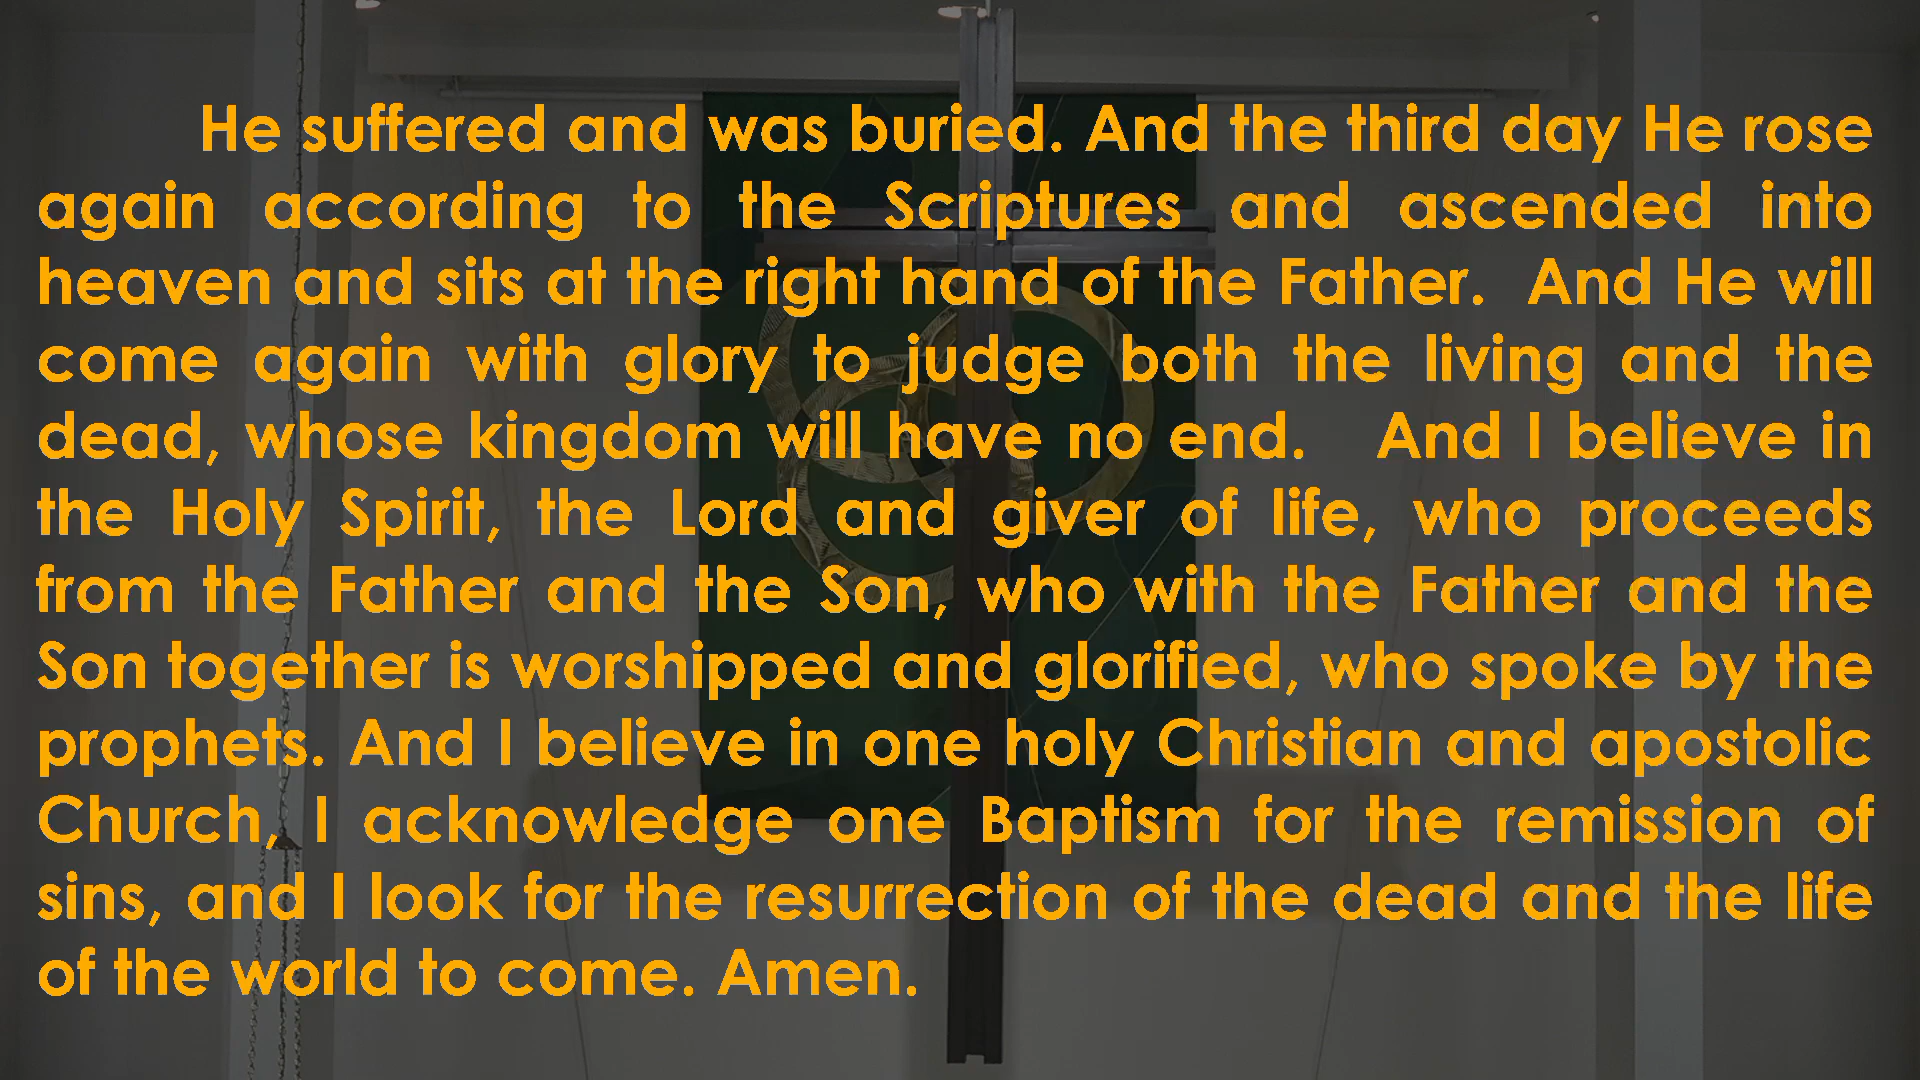 He suffered and was buried. And the third day He rose
again according to the Scriptures and ascended into
heaven and sits at the right hand of the Father. And He will
come again with glory to judge both the living and the
dead, whose kingdom will have no end. And I believe in
the Holy Spirit, the Lord and giver of life, who proceeds
from the Father and the Son, who with the Father and the
Son together is worshipped and glorified, who spoke by the
prophets. And I believe in one holy Christian and apostolic
Church, I acknowledge one Baptism for the remission of
sins, and I look for the resurrection of the dead and the life
of the world to come. Amen.